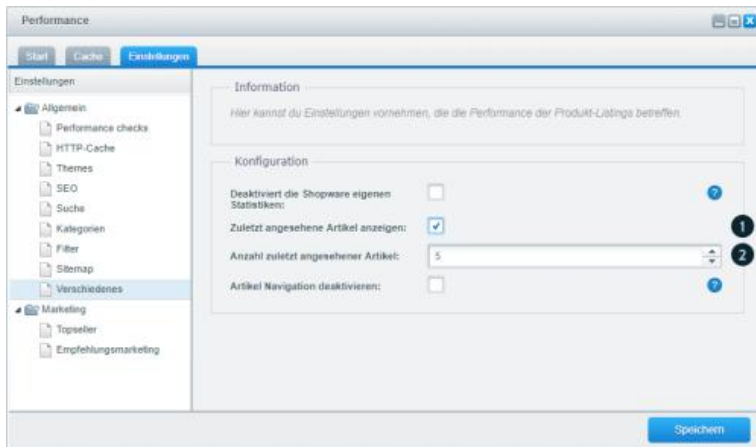 Performance
Start
Cache
Einstellungen
Einstellungen
Allgemein
Performance checks
HTTP-Cache
Themes
SEO
Suche
Kategorien
Filter
Sitemap
Verschiedenes
Marketing
Topseller
Empfehlungsmarketing
Information
Hier kannst du Einstellungen vornehmen, die die Performance der Produkt-Listings betreffen.
Konfiguration
Deaktiviert die Shopware eigenen
Statistiken:
?
Zuletzt angesehene Artikel anzeigen:
1
Anzahl zuletzt angesehener Artikel:
5
2
Artikel Navigation deaktivieren:
?
Speichern